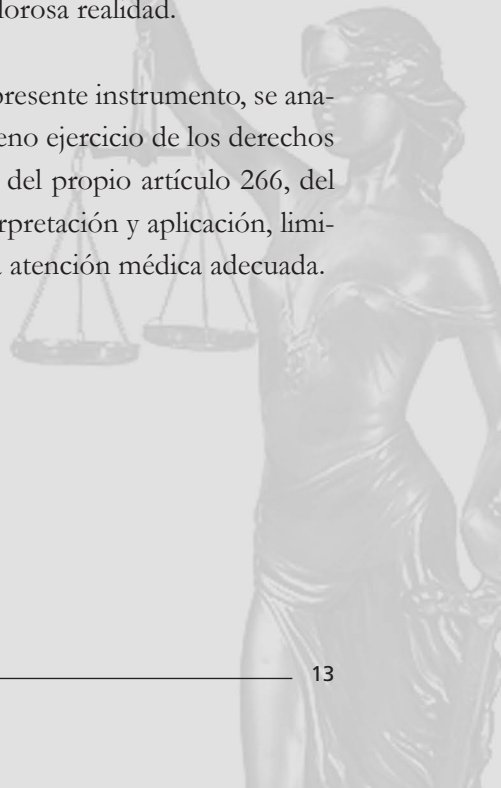 lorosa realidad.
presente instrumento, se ana-
eno ejercicio de los derechos
del propio artículo 266, del
rpretación y aplicación, limi-
atención médica adecuada.
13